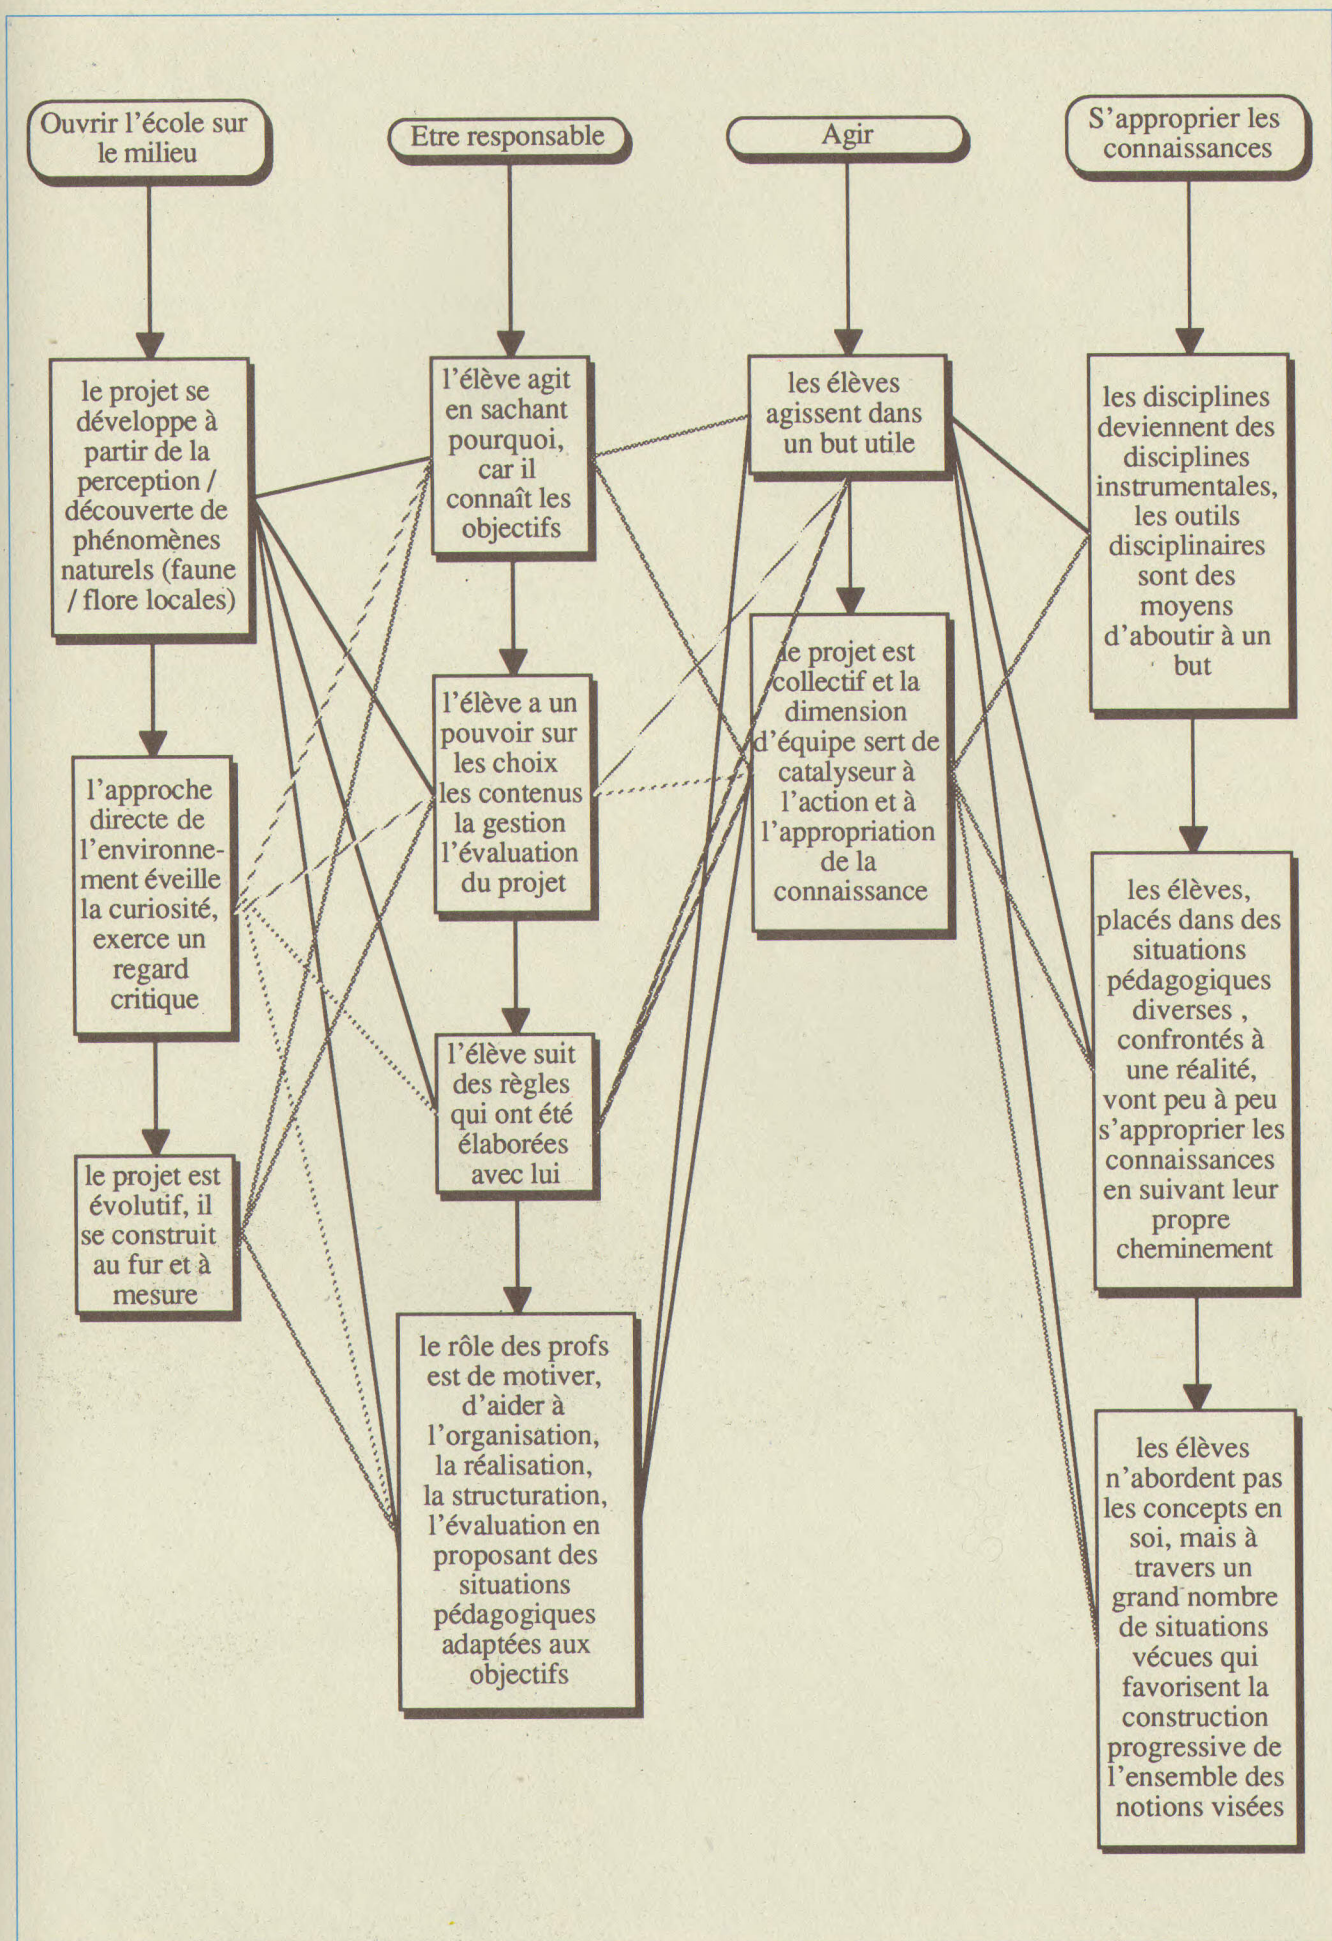 Ouvrir l'école sur
le milieu
le projet se
développe à
partir de la
perception /
découverte de
phénomènes
naturels (faune
/ flore locales)
l'approche
directe de
l'environne-
ment éveille
la curiosité,
exerce un
regard
critique
le projet est
évolutif, il
se construit
au fur et à
mesure
Etre responsable
l'élève agit
en sachant
pourquoi,
car il
connaît les
objectifs
l'élève a un
pouvoir sur
les choix
les contenus
la gestion
l'évaluation
du projet
l'élève suit
des règles
qui ont été
élaborées
avec lui
le rôle des profs
est de motiver,
d'aider à
l'organisation,
la réalisation,
la structuration,
l'évaluation en
proposant des
situations
pédagogiques
adaptées aux
objectifs
Agir
les élèves
agissent dans
un but utile
le projet est
collectif et la
dimension
d'équipe sert de
catalyseur à
l'action et à
l'appropriation
de la
connaissance
S'approprier les
connaissances
les disciplines
deviennent des
disciplines
instrumentales,
les outils
disciplinaires
sont des
moyens
d'aboutir à un
but
les élèves,
placés dans des
situations
pédagogiques
diverses ,
confrontés à
une réalité,
vont peu à peu
s'approprier les
connaissances
en suivant leur
propre
cheminement
les élèves
n'abordent pas
les concepts en
soi, mais à
travers un
grand nombre
de situations
vécues qui
favorisent la
construction
progressive de
l'ensemble des
notions visées